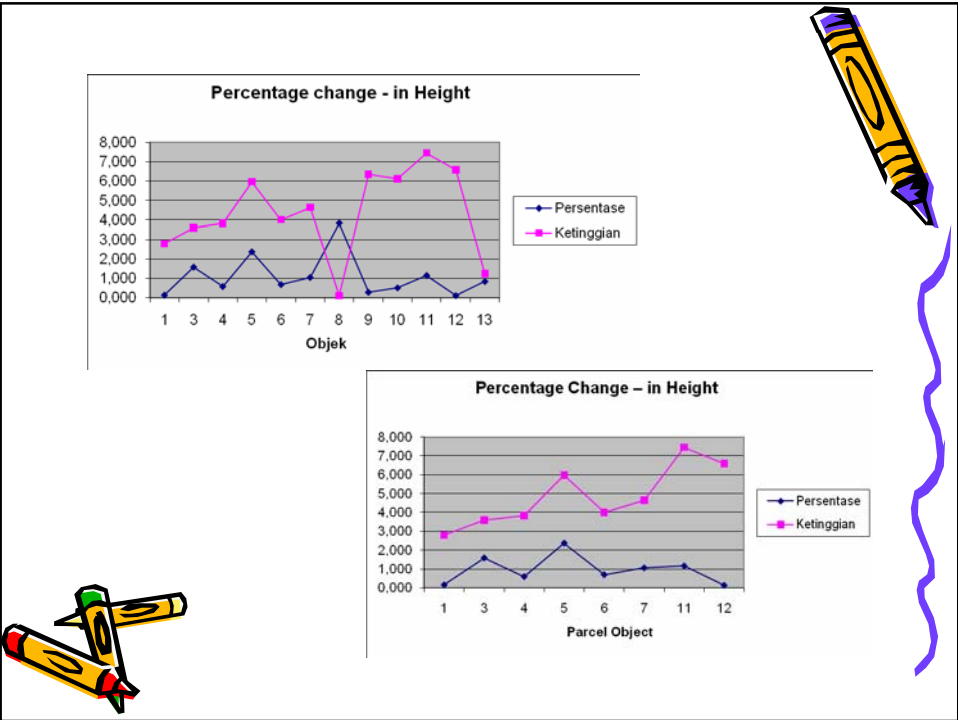 Percentage change - in Height
8,000
7,000
6,000
5,000
4,000
3,000
2,000
1,000
0,000
1 3 4 5 6 7 8 9 10 11 12 13
Objek
Persentase
Ketinggian
Percentage Change – in Height
8,000
7,000
6,000
5,000
4,000
3,000
2,000
1,000
0,000
1 3 4 5 6 7 11 12
Parcel Object
Persentase
Ketinggian